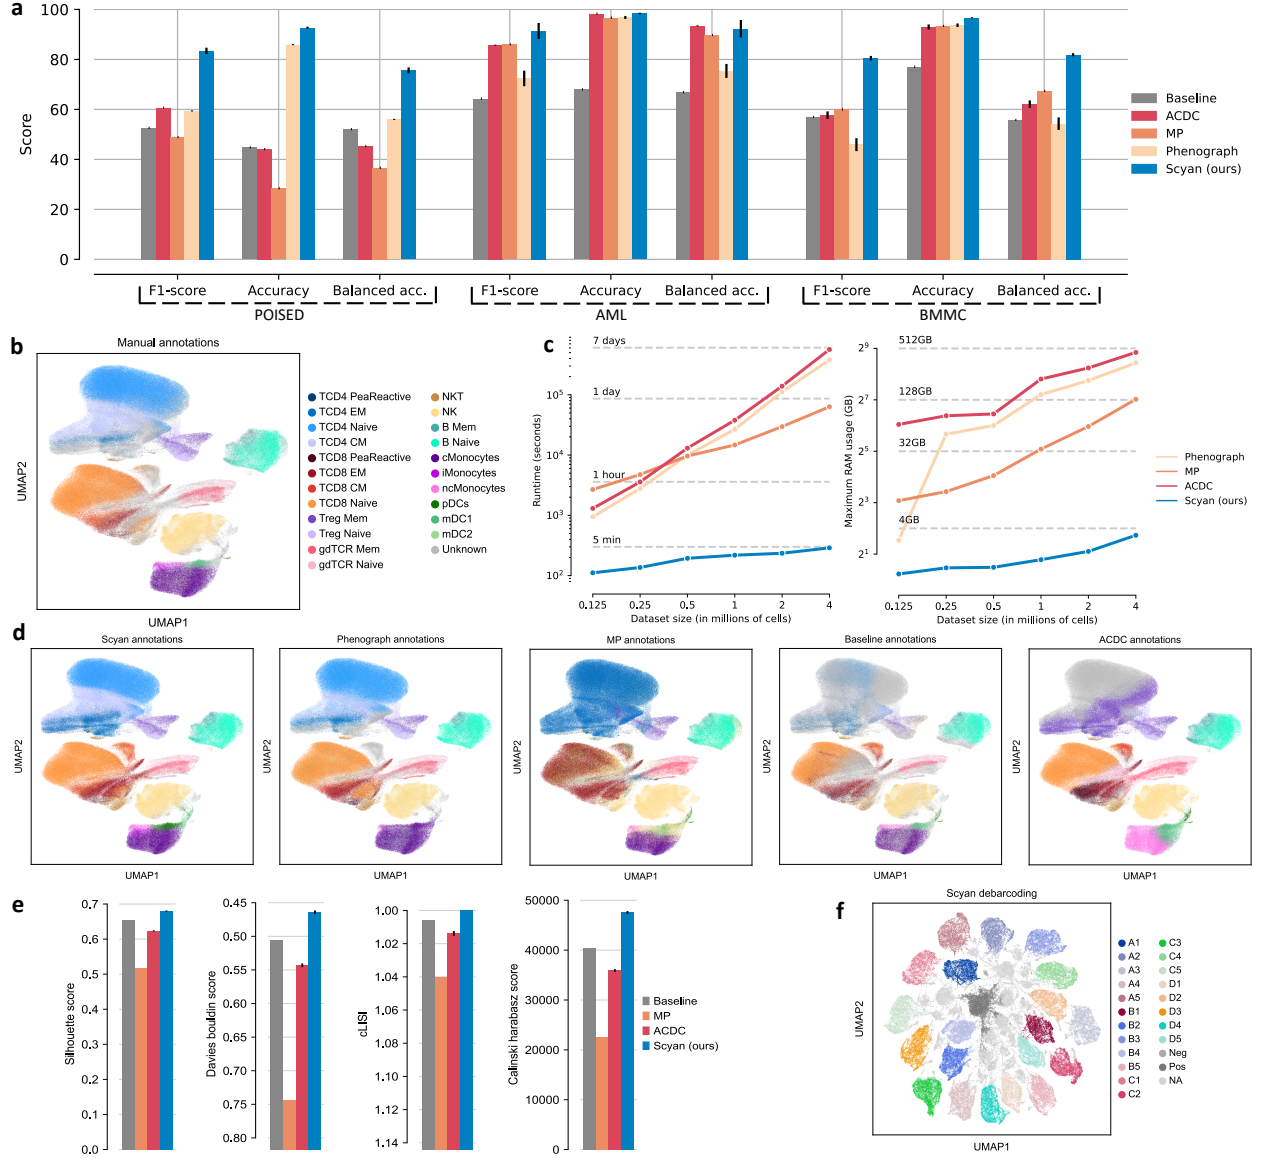 a
100
80
60
40
20
0
Score
F1-score Accuracy Balanced acc.
POISED
F1-score Accuracy Balanced acc.
AML
F1-score Accuracy Balanced acc.
BMMC
Baseline
ACDC
MP
Phenograph
Scyan (ours)
b
Manual annotations
UMAP2
UMAP1
TCD4 PeaReactive
TCD4 EM
TCD4 Naive
TCD4 CM
TCD8 PeaReactive
TCD8 EM
TCD8 CM
TCD8 Naive
Treg Mem
Treg Naive
gdTCR Mem
gdTCR Naive
NKT
NK
B Mem
B Naive
cMonocytes
iMonocytes
ncMonocytes
pDCs
mDC1
mDC2
Unknown
c
7 days
1 day
1 hour
5 min
10⁵
10⁴
10³
10²
Runtime (seconds)
0.125 0.25 0.5 1 2 4
Dataset size (in millions of cells)
512GB
128GB
32GB
4GB
2⁹
2⁷
2⁵
2³
2¹
Maximum RAM usage (GB)
0.125 0.25 0.5 1 2 4
Dataset size (in millions of cells)
Phenograph
MP
ACDC
Scyan (ours)
d
Scyan annotations
UMAP2
UMAP1
Phenograph annotations
UMAP2
UMAP1
MP annotations
UMAP2
UMAP1
Baseline annotations
UMAP2
UMAP1
ACDC annotations
UMAP2
UMAP1
e
0.7
0.6
0.5
0.4
0.3
0.2
0.1
0.0
Silhouette score
0.45
0.50
0.55
0.60
0.65
0.70
0.75
0.80
Davies bouldin score
1.00
1.02
1.04
1.06
1.08
1.10
1.12
1.14
cLISI
50000
40000
30000
20000
10000
0
Calinski harabasz score
Baseline
MP
ACDC
Scyan (ours)
f
Scyan debarcoding
UMAP2
UMAP1
A1
A2
A3
A4
A5
B1
B2
B3
B4
B5
C1
C2
C3
C4
C5
D1
D2
D3
D4
D5
Neg
Pos
NA